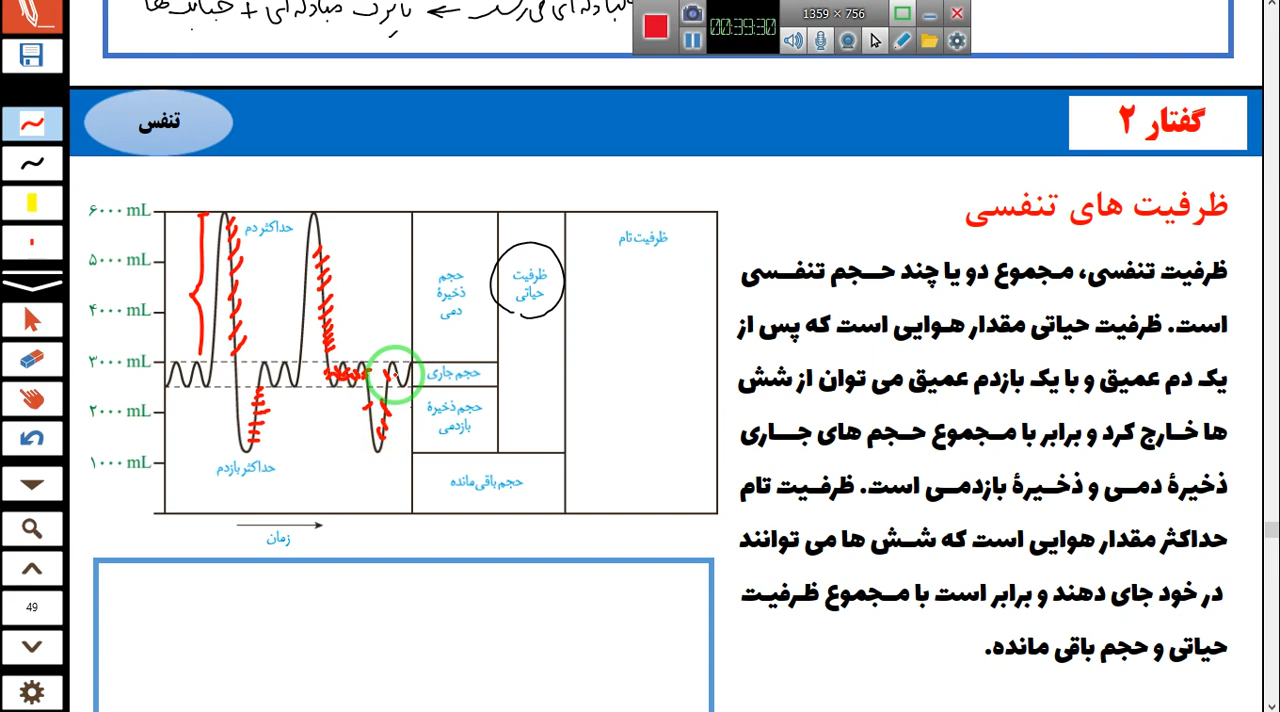 1359 × 756
00:39:30
گفتار ۲
تنفس
ظرفیت های تنفسی
ظرفیت تنفسی، مجموع دو یا چند حجم تنفسی
است. ظرفیت حیاتی مقدار هوایی است که پس از
یک دم عمیق و با یک بازدم عمیق می توان از شش
ها خارج کرد و برابر با مجموع حجم های جاری
ذخیرهٔ دمی و ذخیرهٔ بازدمی است. ظرفیت تام
حداکثر مقدار هوایی است که شش ها می توانند
در خود جای دهند و برابر است با مجموع ظرفیت
حیاتی و حجم باقی مانده.
۶۰۰۰ mL
۵۰۰۰ mL
۴۰۰۰ mL
۳۰۰۰ mL
۲۰۰۰ mL
۱۰۰۰ mL
حداکثر دم
حداکثر بازدم
زمان
حجم
ذخیرهٔ
دمی
حجم جاری
حجم ذخیرهٔ
بازدمی
حجم باقی مانده
ظرفیت
حیاتی
ظرفیت تام
49